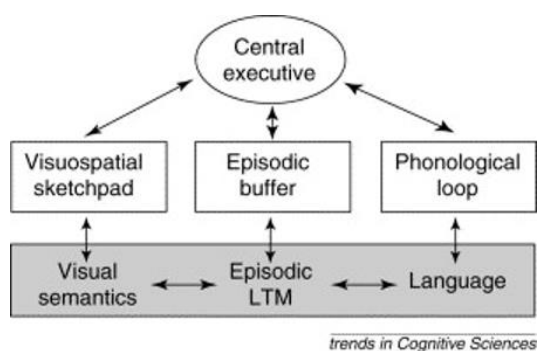 Central
executive
Visuospatial
sketchpad
Episodic
buffer
Phonological
loop
Visual
semantics
Episodic
LTM
Language
trends in Cognitive Sciences